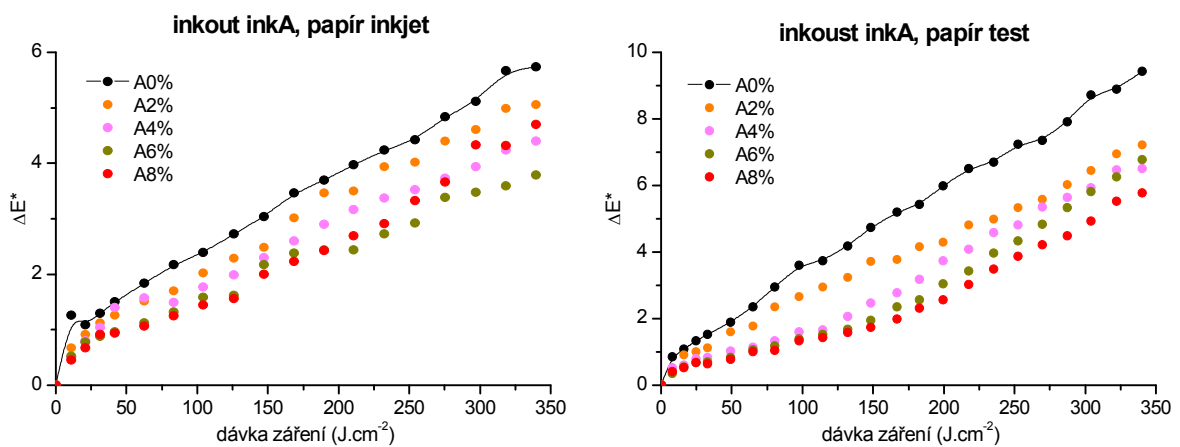 inkout inkA, papír inkjet
6
4
2
0
ΔE*
A0%
A2%
A4%
A6%
A8%
0 50 100 150 200 250 300 350
dávka záření (J.cm-2)
inkoust inkA, papír test
10
8
6
4
2
0
ΔE*
A0%
A2%
A4%
A6%
A8%
0 50 100 150 200 250 300 350
dávka záření (J.cm-2)